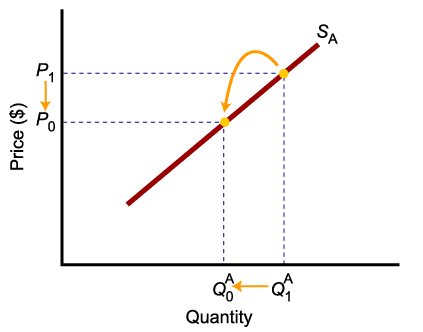 S_A
P_1
P_0
Price ($)
Q_0^A Q_1^A
Quantity